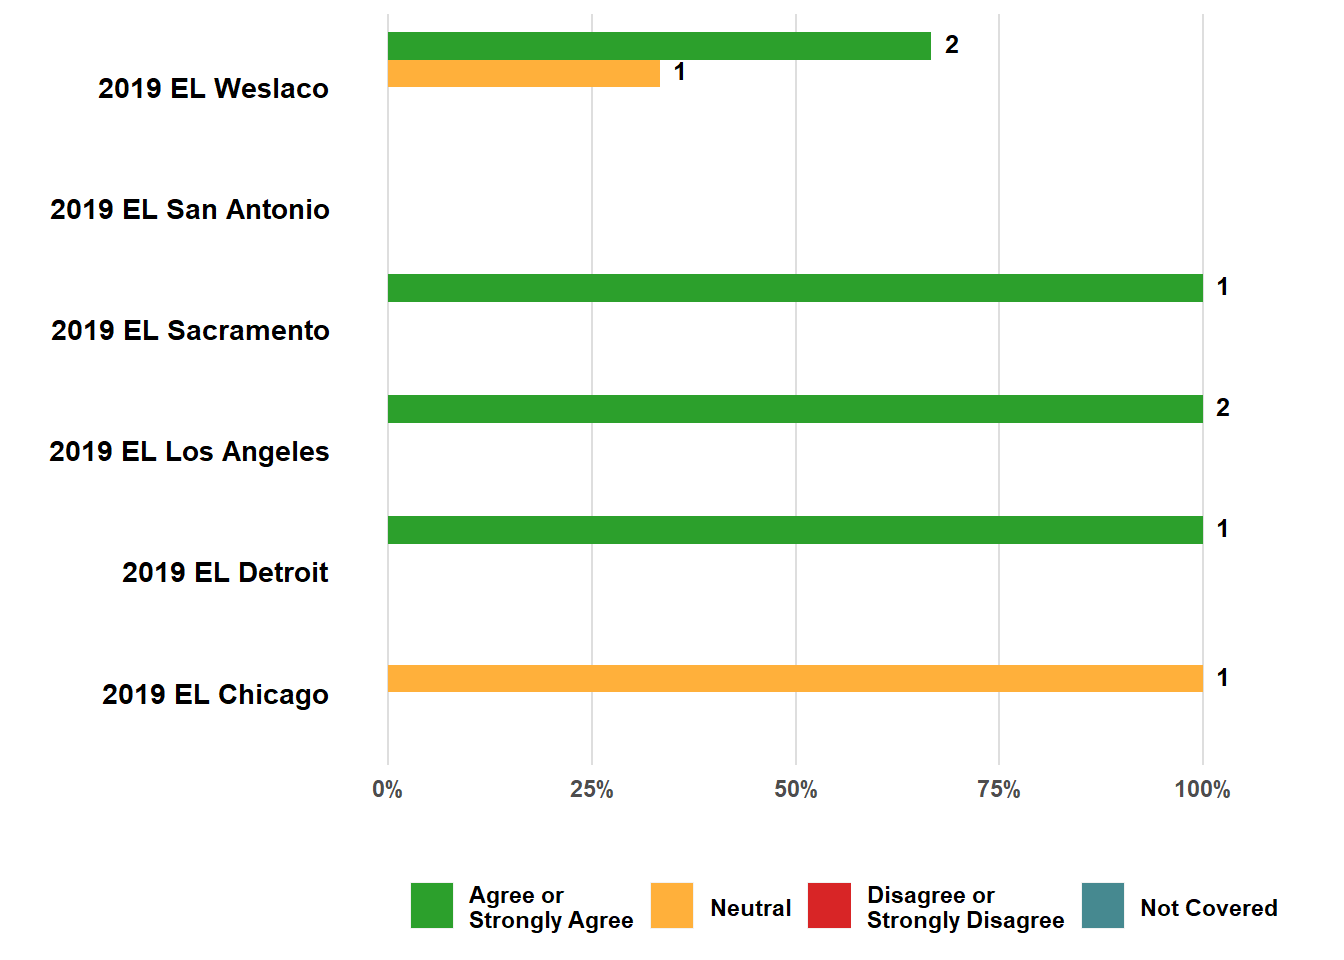 2019 EL Weslaco
2
1
2019 EL San Antonio
2019 EL Sacramento
1
2019 EL Los Angeles
2
2019 EL Detroit
1
2019 EL Chicago
1
0% 25% 50% 75% 100%
Agree or
Strongly Agree
Neutral
Disagree or
Strongly Disagree
Not Covered